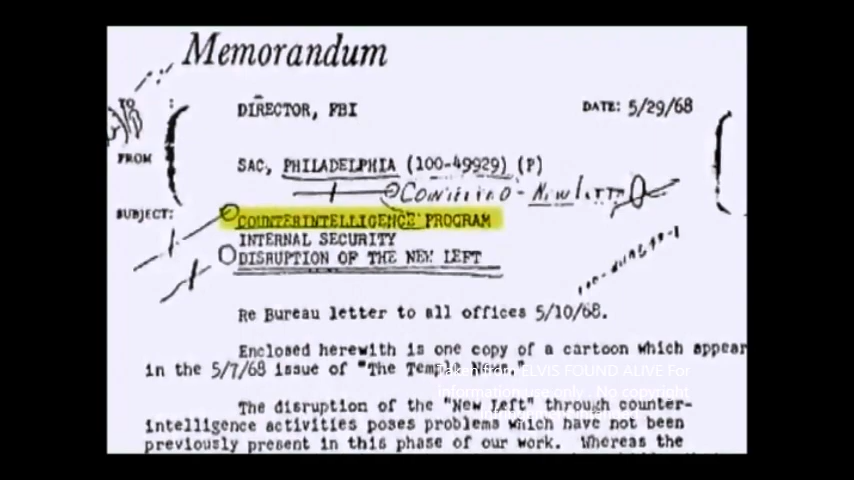 Memorandum
TO :
DIRECTOR, FBI
DATE: 5/29/68
FROM
SAC, PHILADELPHIA (100-49929) (P)
SUBJECT:
COUNTERINTELLIGENCE PROGRAM
INTERNAL SECURITY
DISRUPTION OF THE NEW LEFT
Re Bureau letter to all offices 5/10/68.
Enclosed herewith is one copy of a cartoon which appear
in the 5/7/68 issue of "The Temple News."
Taken from ELVIS FOUND ALIVE For
information use only . No copyright
The disruption of the "New Left" through counter-
intelligence activities poses problems which have not been
previously present in this phase of our work. Whereas the